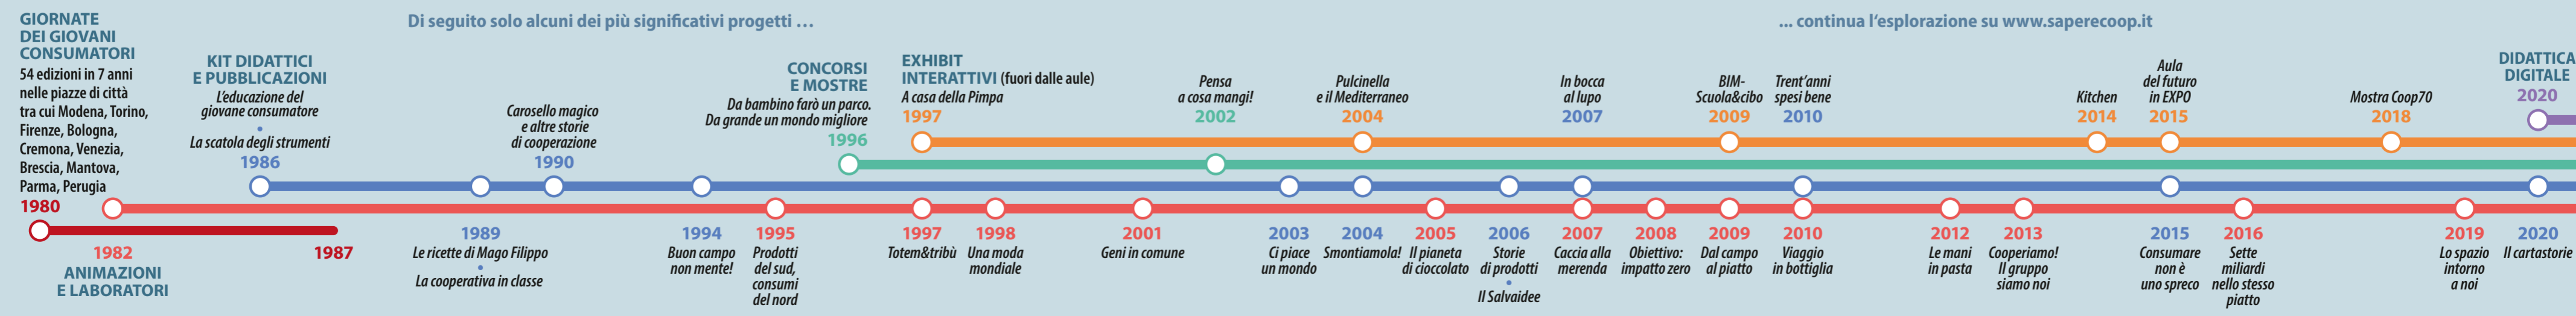 GIORNATE
DEI GIOVANI
CONSUMATORI
54 edizioni in 7 anni
nelle piazze di città
tra cui Modena, Torino,
Firenze, Bologna,
Cremona, Venezia,
Brescia, Mantova,
Parma, Perugia
1980
1987
Di seguito solo alcuni dei più significativi progetti …
... continua l'esplorazione su www.saperecoop.it
KIT DIDATTICI
E PUBBLICAZIONI
L'educazione del
giovane consumatore
•
La scatola degli strumenti
1986
Carosello magico
e altre storie
di cooperazione
1990
CONCORSI
E MOSTRE
Da bambino farò un parco.
Da grande un mondo migliore
1996
EXHIBIT
INTERATTIVI (fuori dalle aule)
A casa della Pimpa
1997
Pensa
a cosa mangi!
2002
Pulcinella
e il Mediterraneo
2004
In bocca
al lupo
2007
BIM-
Scuola&cibo
2009
Trent'anni
spesi bene
2010
Kitchen
2014
Aula
del futuro
in EXPO
2015
Mostra Coop70
2018
DIDATTICA
DIGITALE
2020
1982
ANIMAZIONI
E LABORATORI
1989
Le ricette di Mago Filippo
•
La cooperativa in classe
1994
Buon campo
non mente!
1995
Prodotti
del sud,
consumi
del nord
1997
Totem&tribù
1998
Una moda
mondiale
2001
Geni in comune
2003
Ci piace
un mondo
2004
Smontiamola!
2005
Il pianeta
di cioccolato
2006
Storie
di prodotti
•
Il Salvaidee
2007
Caccia alla
merenda
2008
Obiettivo:
impatto zero
2009
Dal campo
al piatto
2010
Viaggio
in bottiglia
2012
Le mani
in pasta
2013
Cooperiamo!
Il gruppo
siamo noi
2015
Consumare
non è
uno spreco
2016
Sette
miliardi
nello stesso
piatto
2019
Lo spazio
intorno
a noi
2020
Il cartastorie